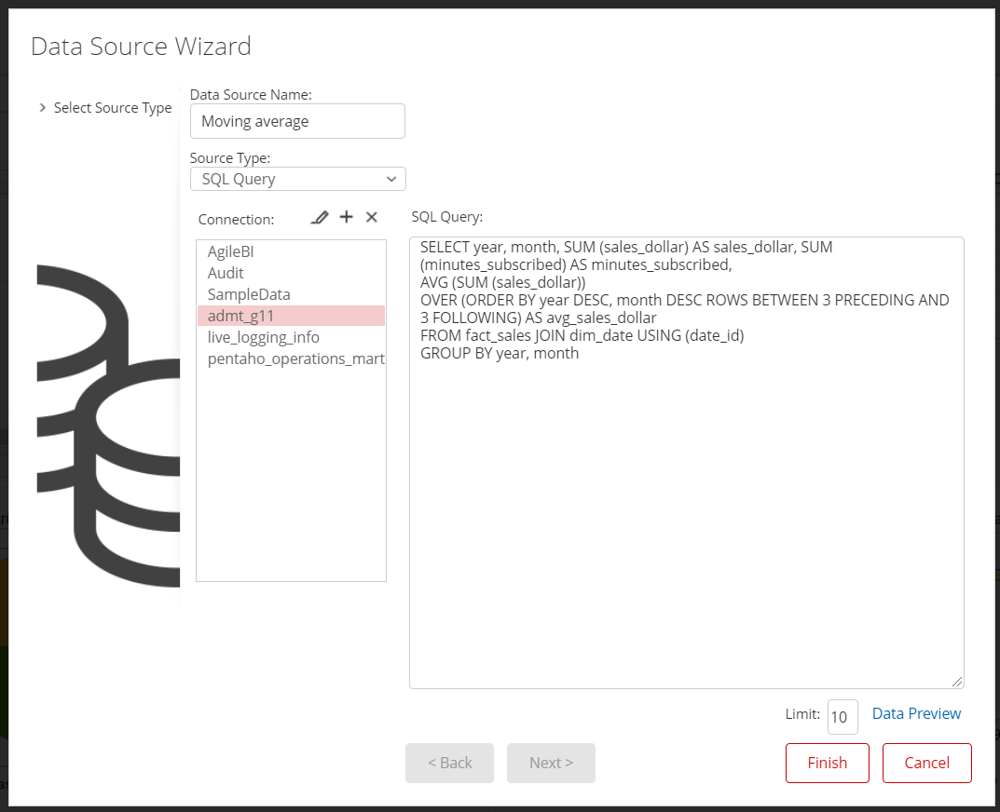 Data Source Wizard
Select Source Type
Data Source Name:
Moving average
Source Type:
SQL Query
Connection:
AgileBI
Audit
SampleData
admt_g11
live_logging_info
pentaho_operations_mart
SQL Query:
SELECT year, month, SUM (sales_dollar) AS sales_dollar, SUM
(minutes_subscribed) AS minutes_subscribed,
AVG (SUM (sales_dollar))
OVER (ORDER BY year DESC, month DESC ROWS BETWEEN 3 PRECEDING AND
3 FOLLOWING) AS avg_sales_dollar
FROM fact_sales JOIN dim_date USING (date_id)
GROUP BY year, month
Limit:
10
Data Preview
< Back
Next >
Finish
Cancel